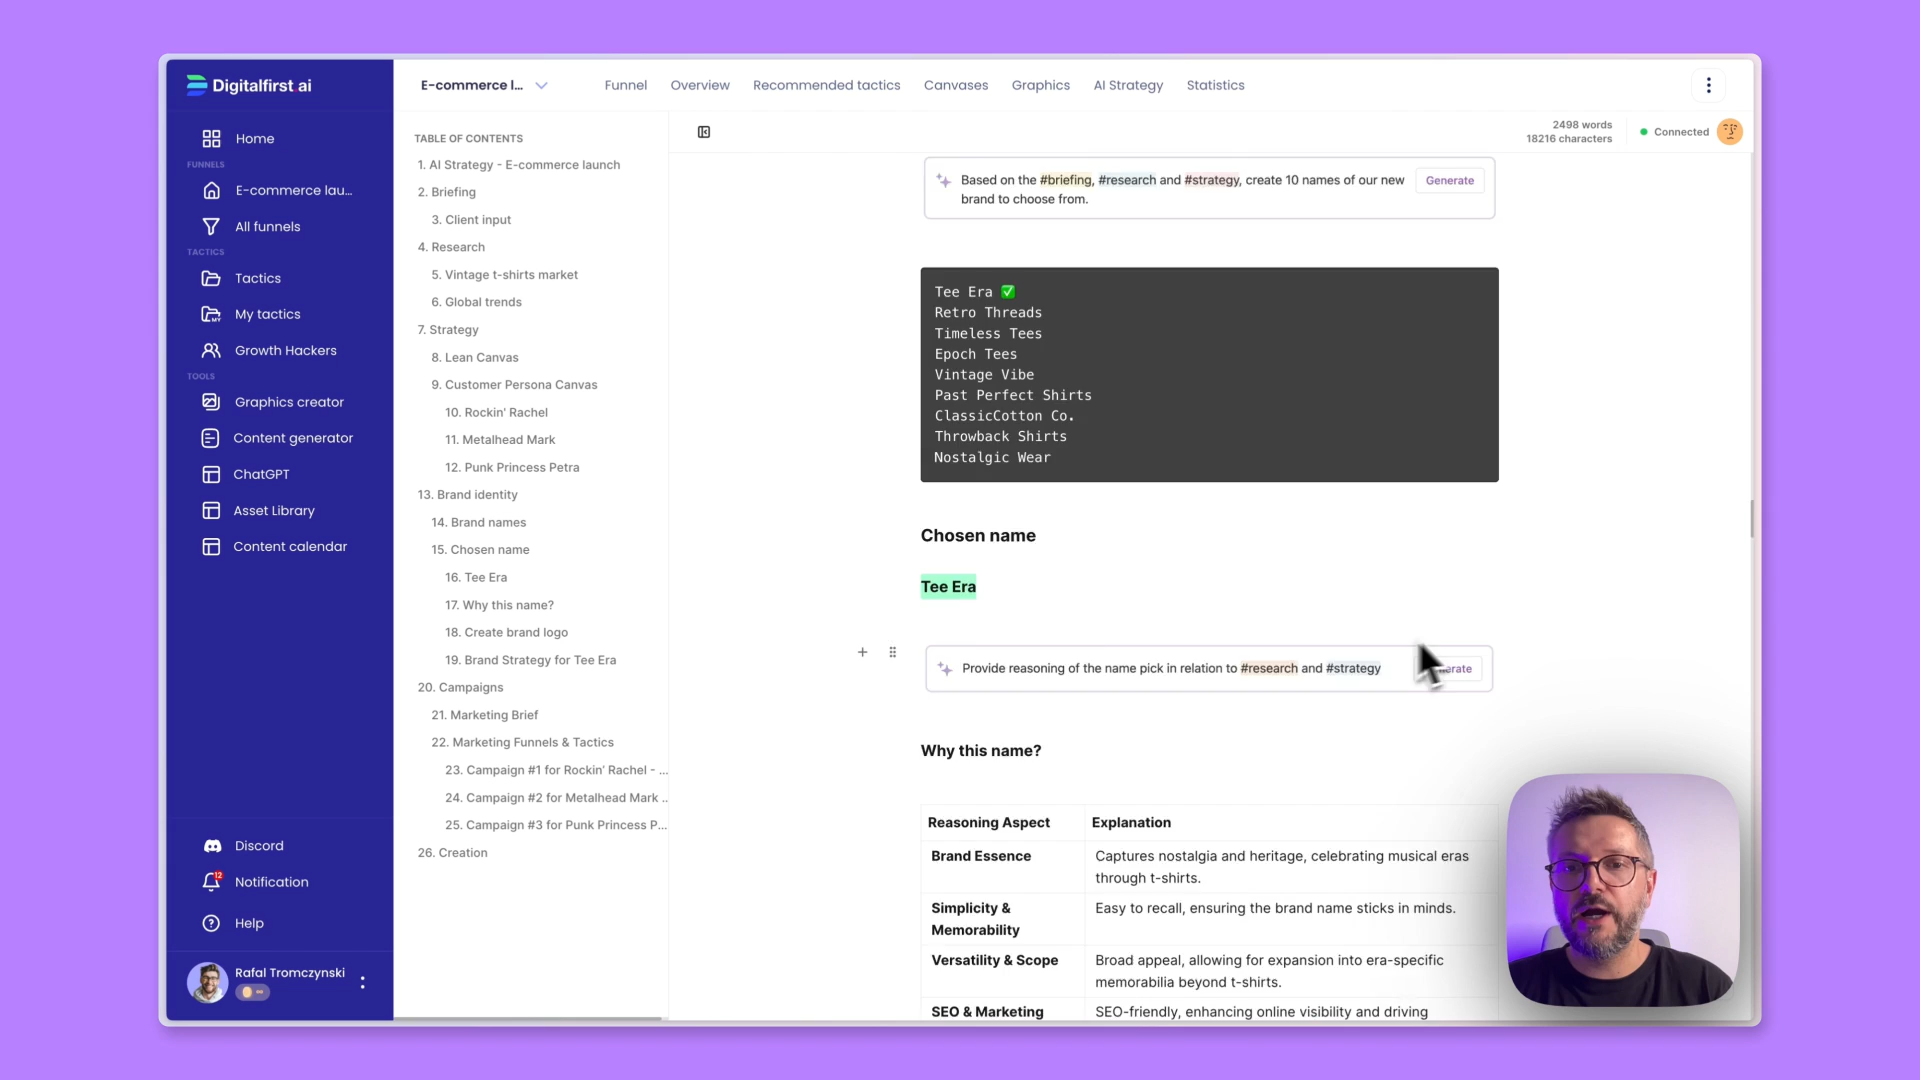 Digitalfirst.ai
Home
FUNNELS
E-commerce lau...
All funnels
TACTICS
Tactics
MY
My tactics
Growth Hackers
TOOLS
Graphics creator
Content generator
ChatGPT
Asset Library
Content calendar
Discord
12
Notification
Help
Rafal Tromczynski
E-commerce l...
Funnel
Overview
Recommended tactics
Canvases
Graphics
AI Strategy
Statistics
TABLE OF CONTENTS
1. AI Strategy - E-commerce launch
2. Briefing
3. Client input
4. Research
5. Vintage t-shirts market
6. Global trends
7. Strategy
8. Lean Canvas
9. Customer Persona Canvas
10. Rockin' Rachel
11. Metalhead Mark
12. Punk Princess Petra
13. Brand identity
14. Brand names
15. Chosen name
16. Tee Era
17. Why this name?
18. Create brand logo
19. Brand Strategy for Tee Era
20. Campaigns
21. Marketing Brief
22. Marketing Funnels & Tactics
23. Campaign #1 for Rockin' Rachel - ...
24. Campaign #2 for Metalhead Mark ..
25. Campaign #3 for Punk Princess P...
26. Creation
2498 words
18216 characters
Connected
Based on the #briefing, #research and #strategy, create 10 names of our new
brand to choose from.
Generate
Tee Era ✅
Retro Threads
Timeless Tees
Epoch Tees
Vintage Vibe
Past Perfect Shirts
ClassicCotton Co.
Throwback Shirts
Nostalgic Wear
Chosen name
Tee Era
Provide reasoning of the name pick in relation to #research and #strategy
erate
Why this name?
Reasoning Aspect
Explanation
Brand Essence
Captures nostalgia and heritage, celebrating musical eras
through t-shirts.
Simplicity &
Memorability
Easy to recall, ensuring the brand name sticks in minds.
Versatility & Scope
Broad appeal, allowing for expansion into era-specific
memorabilia beyond t-shirts.
SEO & Marketing
SEO-friendly, enhancing online visibility and driving